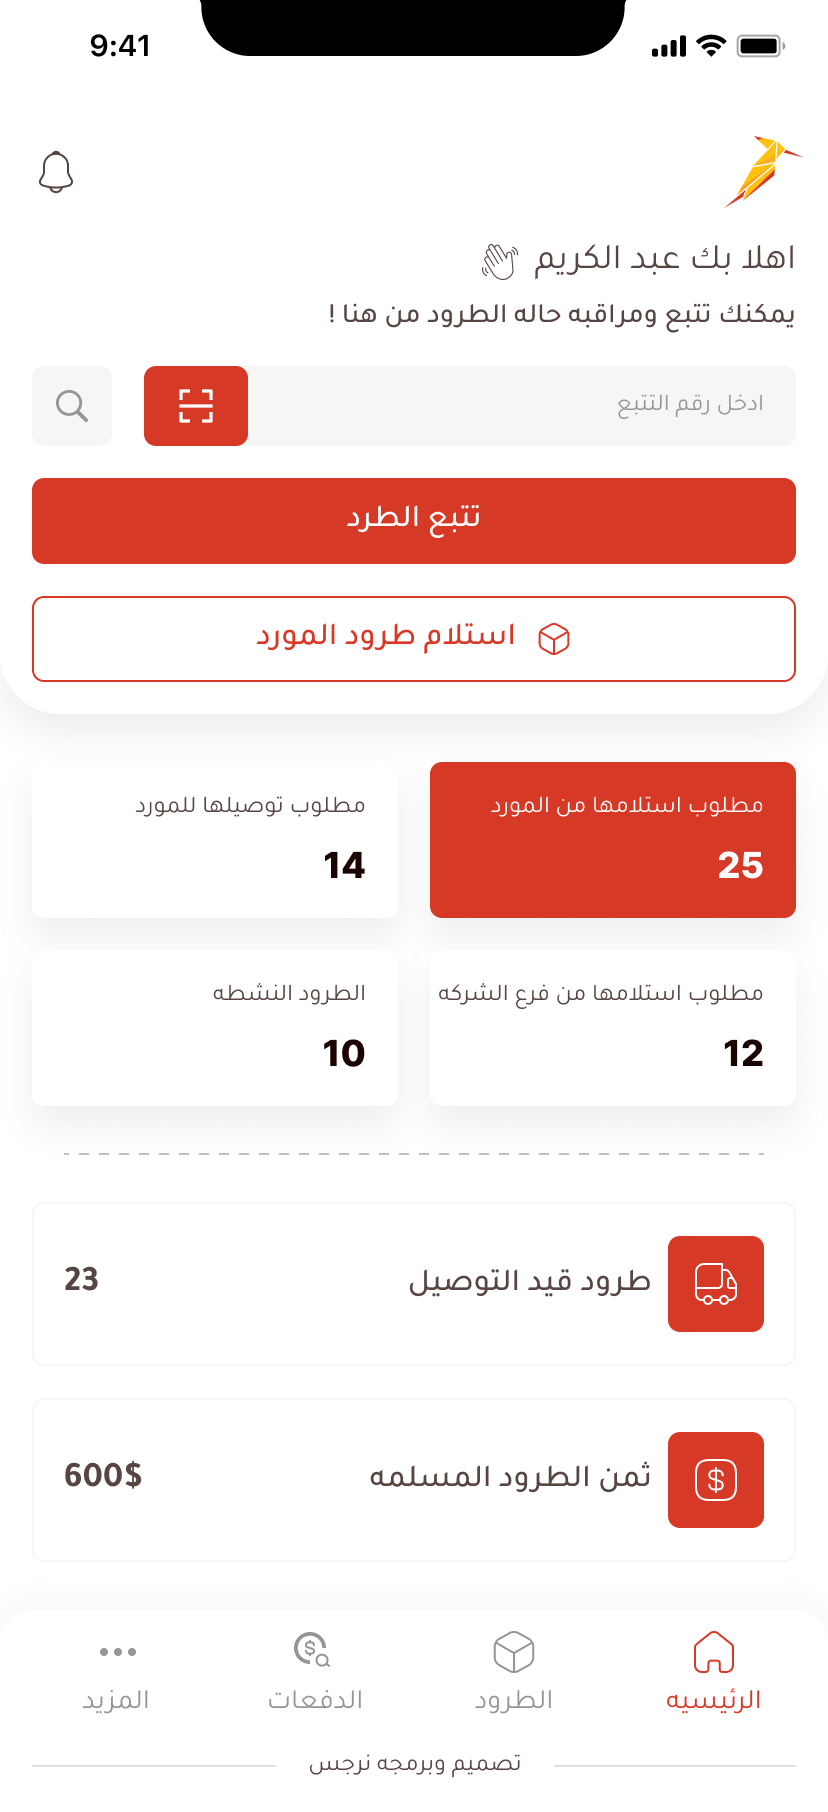 9:41
اهلا بك عبد الكريم
يمكنك تتبع ومراقبه حاله الطرود من هنا !
ادخل رقم التتبع
تتبع الطرد
استلام طرود المورد
مطلوب استلامها من المورد
25
مطلوب توصيلها للمورد
14
مطلوب استلامها من فرع الشركه
12
الطرود النشطه
10
طرود قيد التوصيل
23
ثمن الطرود المسلمه
600$
الرئيسيه
الطرود
الدفعات
المزيد
تصميم وبرمجه نرجس